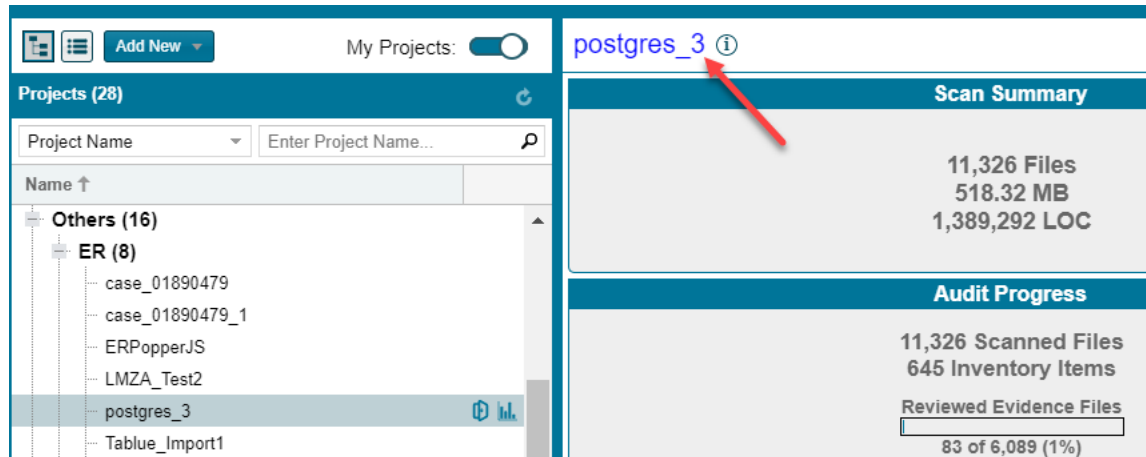 Add New
My Projects:
postgres_3
Projects (28)
Project Name
Enter Project Name...
Name
Others (16)
ER (8)
case_01890479
case_01890479_1
ERPopperJS
LMZA_Test2
postgres_3
Tablue_Import1
Scan Summary
11,326 Files
518.32 MB
1,389,292 LOC
Audit Progress
11,326 Scanned Files
645 Inventory Items
Reviewed Evidence Files
83 of 6,089 (1%)